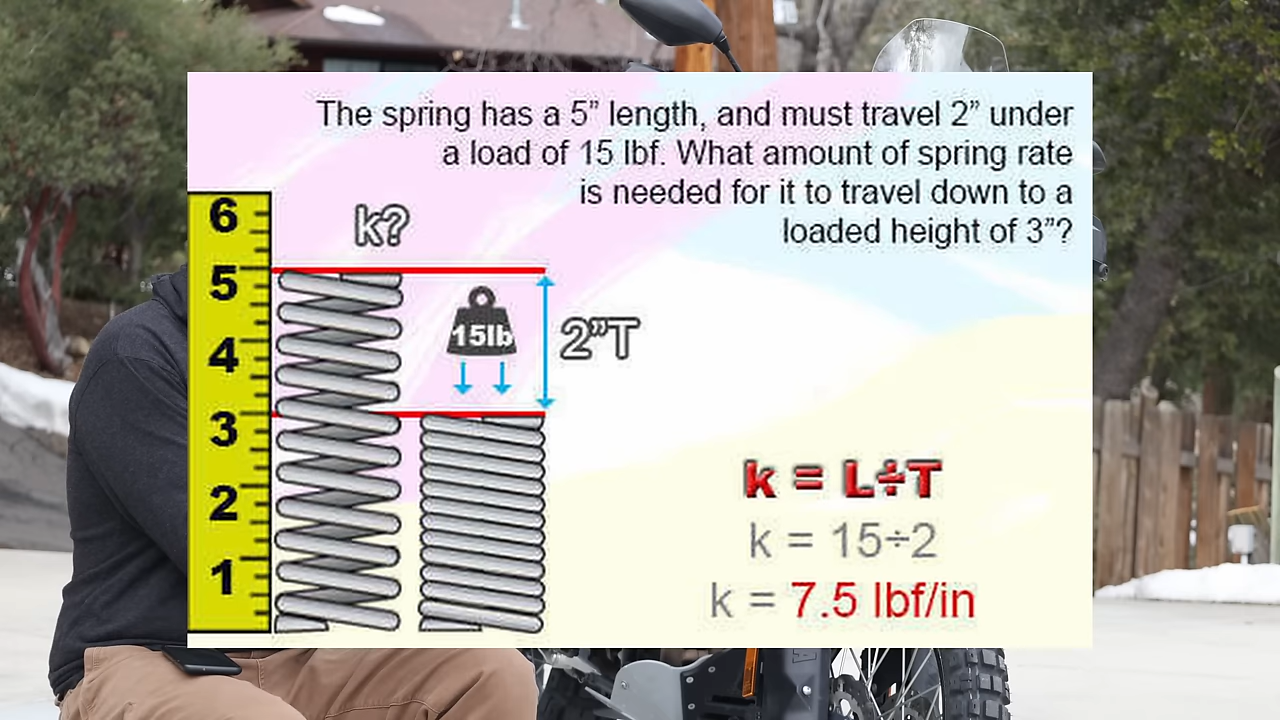 The spring has a 5” length, and must travel 2” under
a load of 15 lbf. What amount of spring rate
is needed for it to travel down to a
loaded height of 3”?
6
k?
5
15lb
2”T
4
3
k = L÷T
2
k = 15÷2
1
k = 7.5 lbf/in